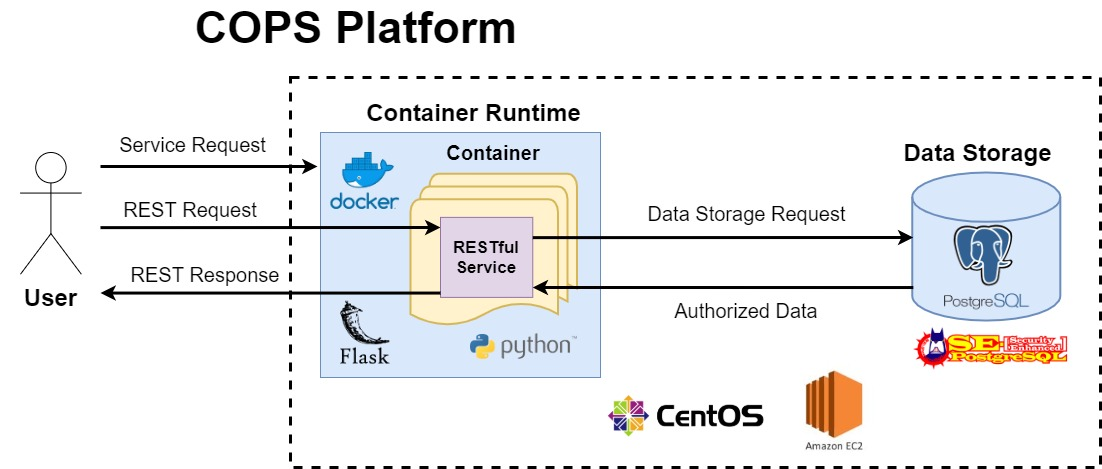 COPS Platform
Container Runtime
Service Request
Container
Data Storage
docker
REST Request
Data Storage Request
RESTful
Service
REST Response
User
PostgreSQL
Authorized Data
Flask
python™
SE-[Security
Enhanced]
PostgreSQL
CentOS
Amazon EC2